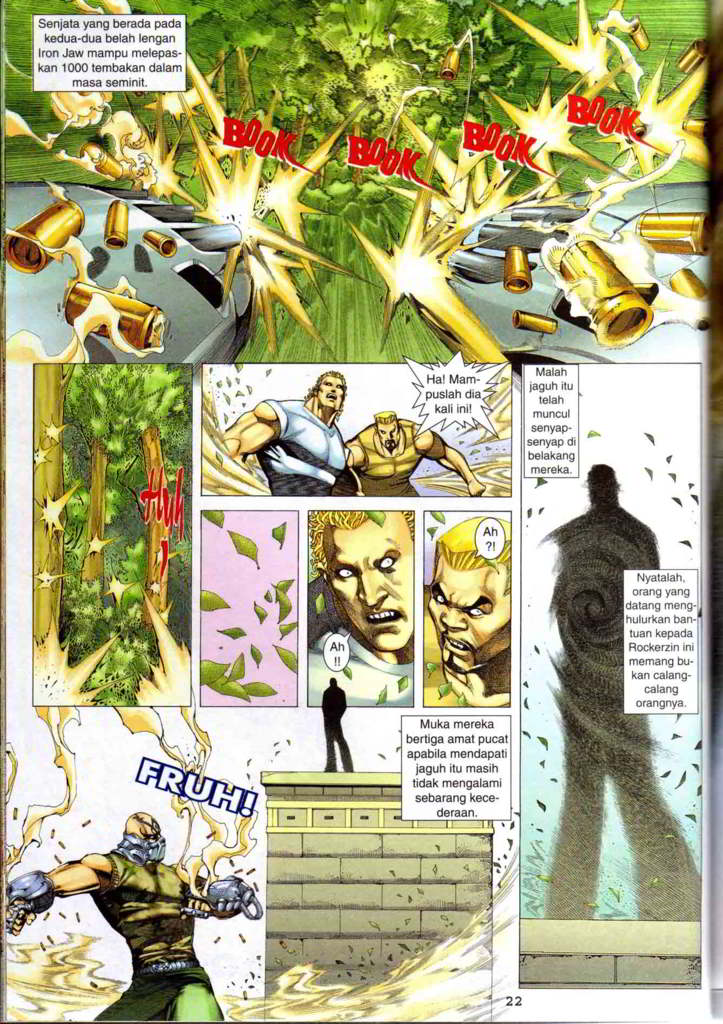 Senjata yang berada pada
kedua-dua belah lengan
Iron Jaw mampu melepas-
kan 1000 tembakan dalam
masa seminit.
BOOK
BOOK
BOOK
BOOK
Ha! Mam-
puslah dia
kali ini!
Malah
jaguh itu
telah
muncul
senyap-
senyap di
belakang
mereka.
Ah
!!
Ah
?!
Nyatalah,
orang yang
datang meng-
hulurkan ban-
tuan kepada
Rockerzin ini
memang bu-
kan calang-
calang
orangnya.
Muka mereka
bertiga amat pucat
apabila mendapati
jaguh itu masih
tidak mengalami
sebarang kece-
deraan.
FRUH!
22